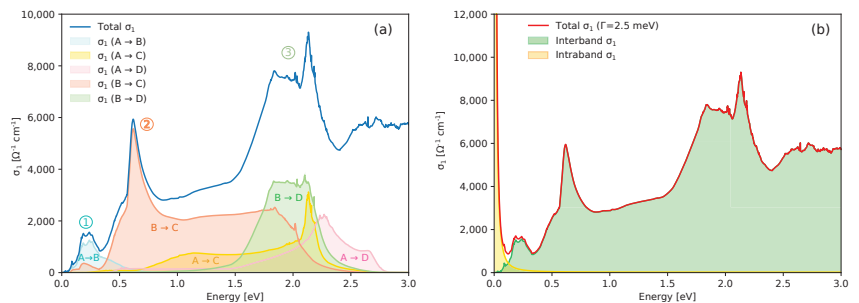 (a)
Total σ₁
σ₁ (A → B)
σ₁ (A → C)
σ₁ (A → D)
σ₁ (B → C)
σ₁ (B → D)
10,000
8,000
6,000
4,000
2,000
0
σ₁ [Ω⁻¹ cm⁻¹]
①
②
③
A→B
B → C
A → C
B → D
A → D
0.0 0.5 1.0 1.5 2.0 2.5 3.0
Energy [eV]
(b)
Total σ₁ (Γ=2.5 meV)
Interband σ₁
Intraband σ₁
12,000
10,000
8,000
6,000
4,000
2,000
0
σ₁ [Ω⁻¹ cm⁻¹]
0.0 0.5 1.0 1.5 2.0 2.5 3.0
Energy [eV]